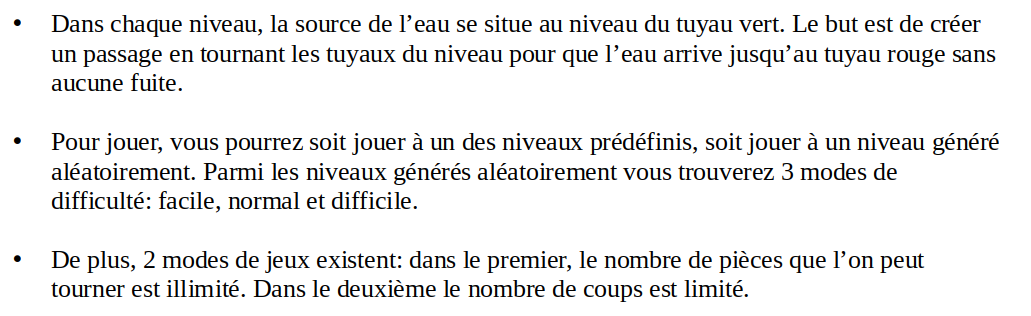 • Dans chaque niveau, la source de l’eau se situe au niveau du tuyau vert. Le but est de créer
un passage en tournant les tuyaux du niveau pour que l’eau arrive jusqu’au tuyau rouge sans
aucune fuite.
• Pour jouer, vous pourrez soit jouer à un des niveaux prédéfinis, soit jouer à un niveau généré
aléatoirement. Parmi les niveaux générés aléatoirement vous trouverez 3 modes de
difficulté: facile, normal et difficile.
• De plus, 2 modes de jeux existent: dans le premier, le nombre de pièces que l’on peut
tourner est illimité. Dans le deuxième le nombre de coups est limité.